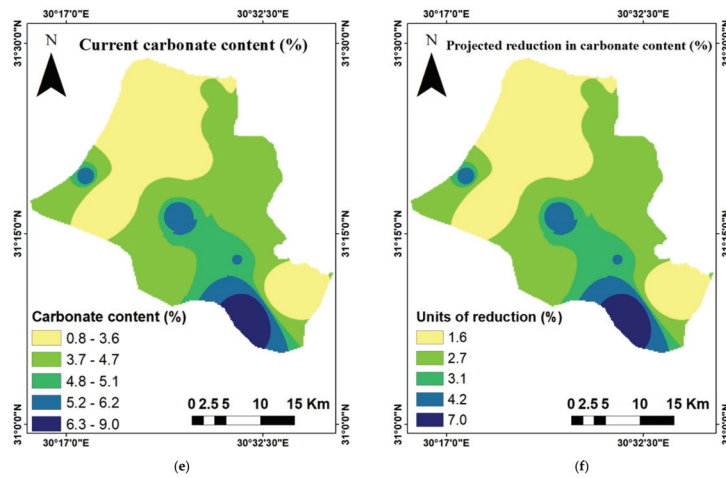 30°17'0"E 30°32'30"E
31°30'0"N
N
Current carbonate content (%)
31°15'0"N
31°0'0"N
Carbonate content (%)
0.8 - 3.6
3.7 - 4.7
4.8 - 5.1
5.2 - 6.2
6.3 - 9.0
0 2.5 5 10 15 Km
30°17'0"E 30°32'30"E
(e)
30°17'0"E 30°32'30"E
31°30'0"N
31°30'0"N
N
Projected reduction in carbonate content (%)
31°15'0"N
31°15'0"N
31°0'0"N
31°0'0"N
Units of reduction (%)
1.6
2.7
3.1
4.2
7.0
0 2.5 5 10 15 Km
30°17'0"E 30°32'30"E
(f)